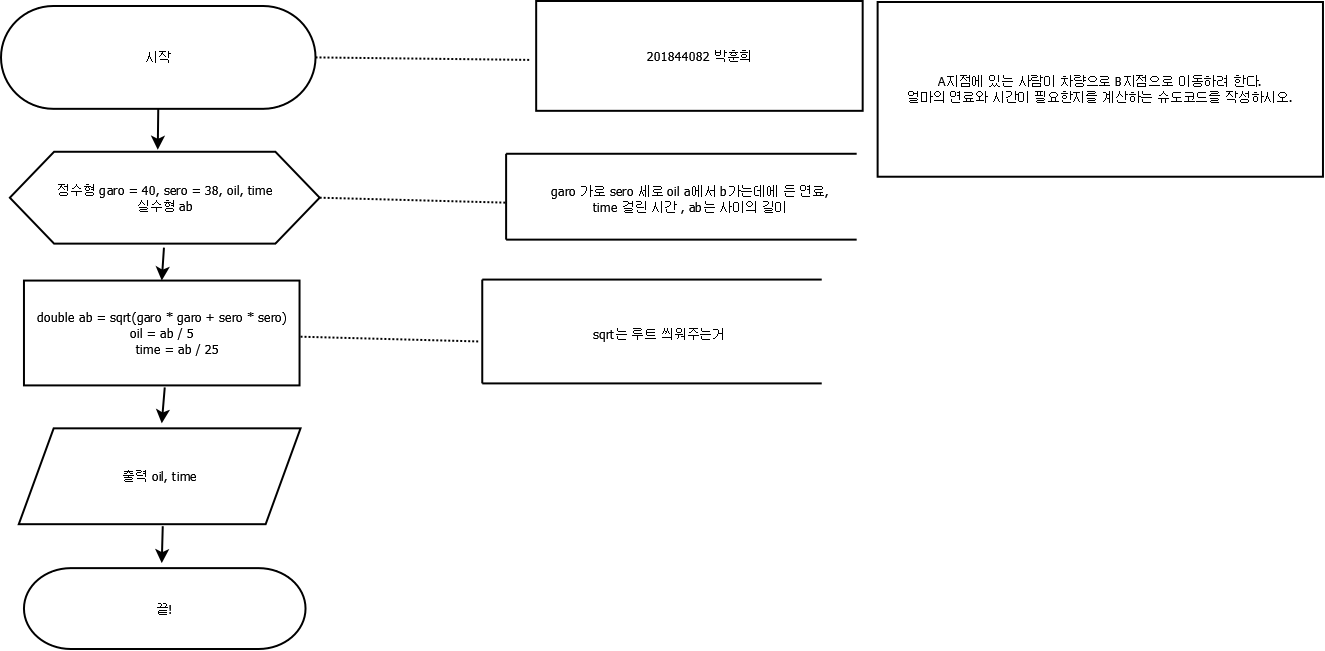 시작
201844082 박훈희
A지점에 있는 사람이 차량으로 B지점으로 이동하려 한다.
얼마의 연료와 시간이 필요한지를 계산하는 슈도코드를 작성하시오.
정수형 garo = 40, sero = 38, oil, time
실수형 ab
garo 가로 sero 세로 oil a에서 b가는데에 든 연료,
time 걸린 시간 , ab는 사이의 길이
double ab = sqrt(garo * garo + sero * sero)
oil = ab / 5
time = ab / 25
sqrt는 루트 씌워주는거
출력 oil, time
끝!